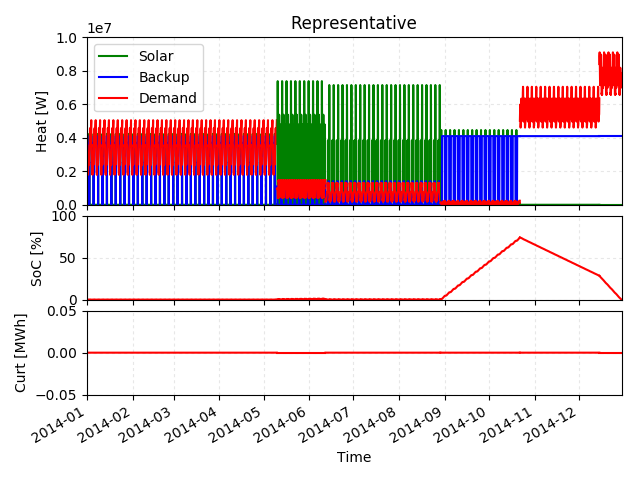 Representative
1e7
1.0
0.8
0.6
0.4
0.2
0.0
Heat [W]
Solar
Backup
Demand
100
50
0
SoC [%]
0.05
0.00
−0.05
Curt [MWh]
2014-01
2014-02
2014-03
2014-04
2014-05
2014-06
2014-07
2014-08
2014-09
2014-10
2014-11
2014-12
Time